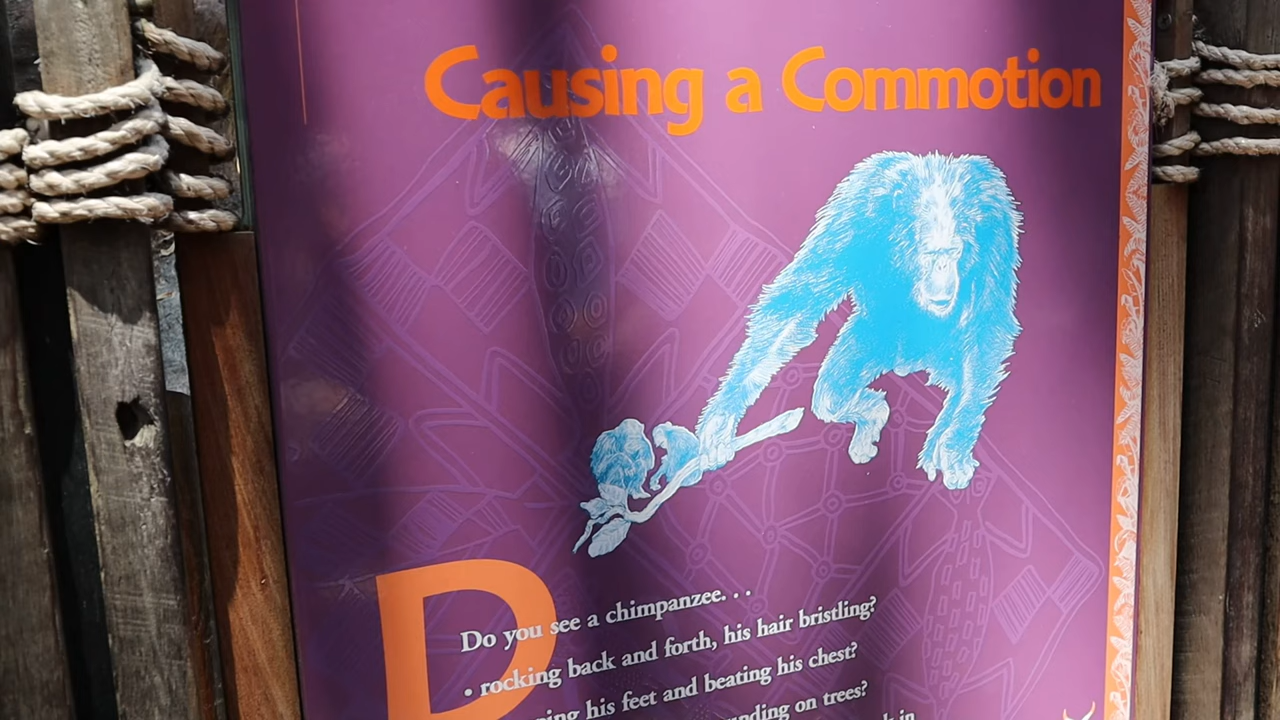 Causing a Commotion
D
Do you see a chimpanzee. . .
• rocking back and forth, his hair bristling?
his feet and beating his chest?
on trees?
in